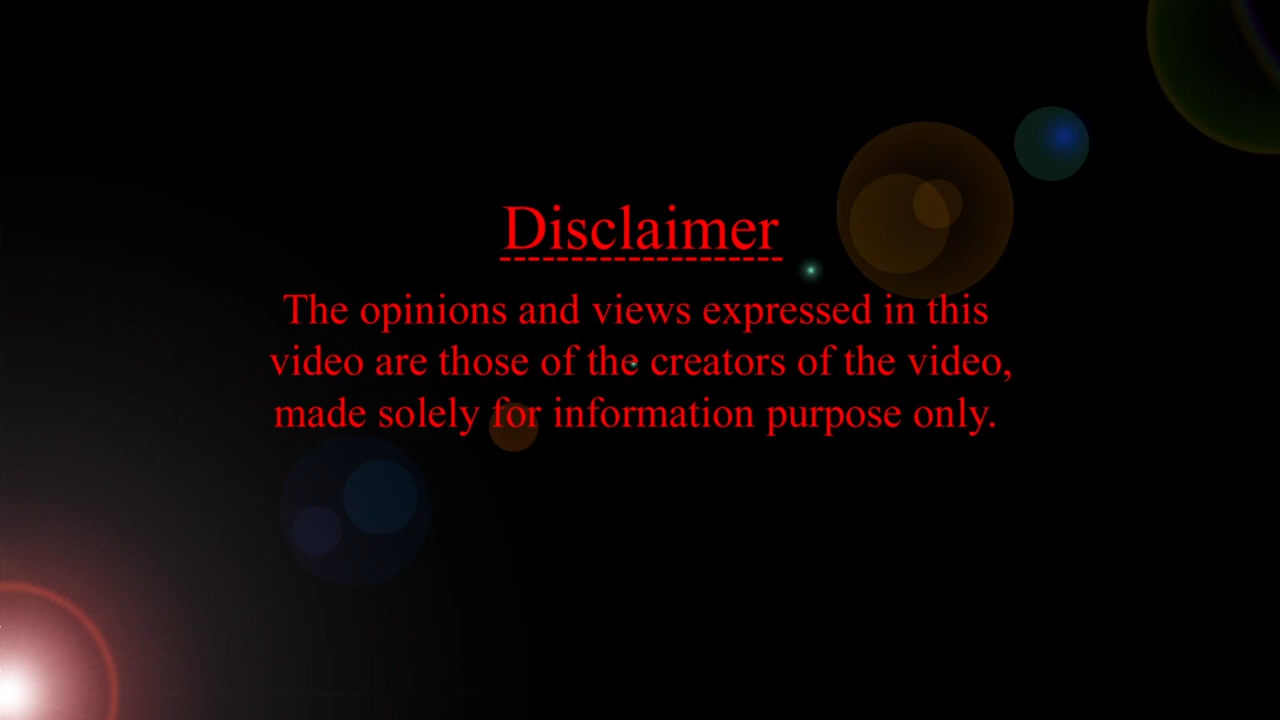 Disclaimer
The opinions and views expressed in this
video are those of the creators of the video,
made solely for information purpose only.